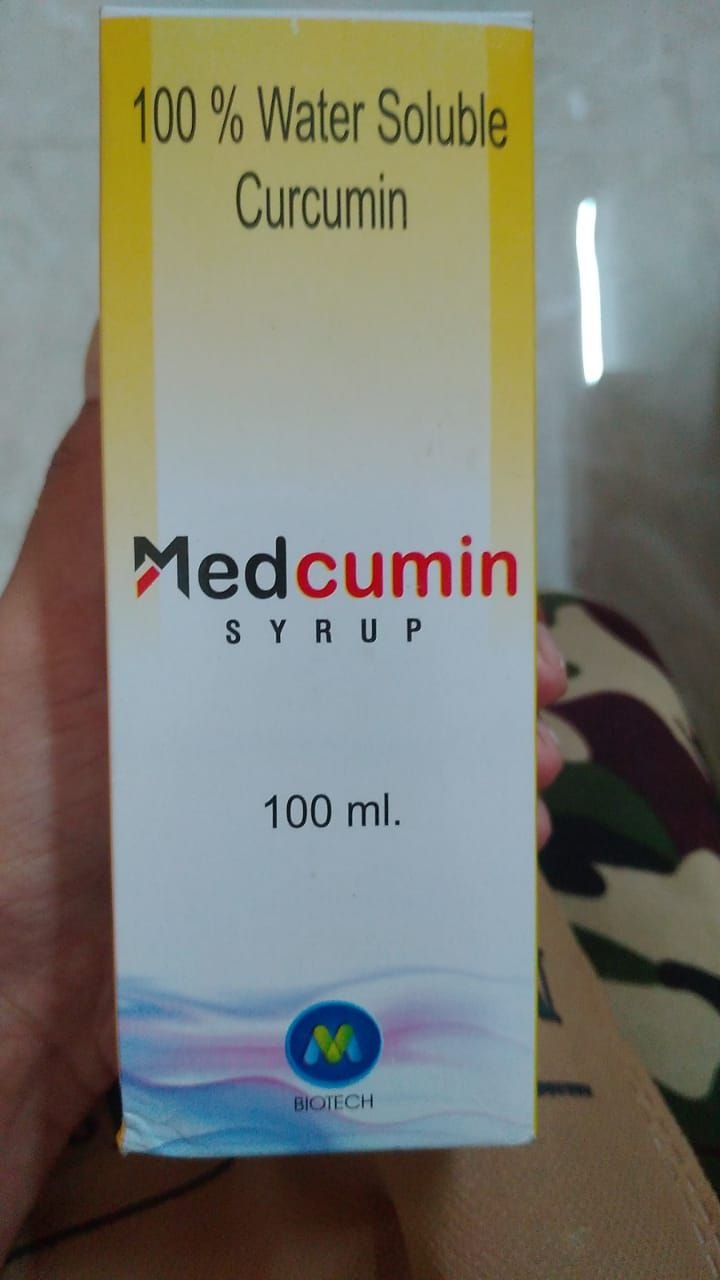 100 % Water Soluble
Curcumin
Medcumin
SYRUP
100 ml.
BIOTECH